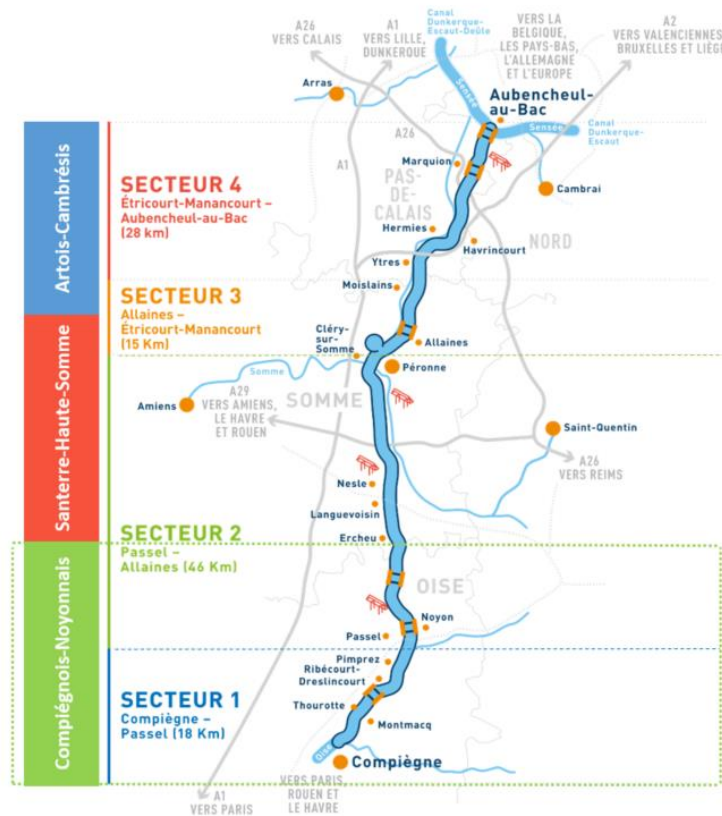 A26
VERS CALAIS
A1
VERS LILLE,
DUNKERQUE
Canal
Dunkerque-
Escaut-Deûle
VERS LA
BELGIQUE,
LES PAYS-BAS,
L'ALLEMAGNE
ET L'EUROPE
A2
VERS VALENCIENNES
BRUXELLES ET LIÈG
Arras
Sensée
Aubencheul-
au-Bac
Sensée
Canal
Dunkerque-
Escaut
A26
A1
Marquion
PAS-
DE-
CALAIS
Cambrai
Artois-Cambrésis
SECTEUR 4
Étricourt-Manancourt –
Aubencheul-au-Bac
(28 km)
Hermies
Havrincourt
NORD
Ytres
Moislains
SECTEUR 3
Allaines –
Étricourt-Manancourt
(15 Km)
Cléry-
sur-
Somme
Allaines
Péronne
Somme
Amiens
SOMME
A29
VERS AMIENS,
LE HAVRE
ET ROUEN
Saint-Quentin
A26
VERS REIMS
Santerre-Haute-Somme
Nesle
Languevoisin
Ercheu
SECTEUR 2
Passel –
Allaines (46 Km)
OISE
Noyon
Passel
Compiégnois-Noyonnais
Pimprez
Ribécourt-
Dreslincourt
SECTEUR 1
Compiègne –
Passel (18 Km)
Thourotte
Montmacq
Oise
Compiègne
VERS PARIS,
ROUEN ET
LE HAVRE
A1
VERS PARIS